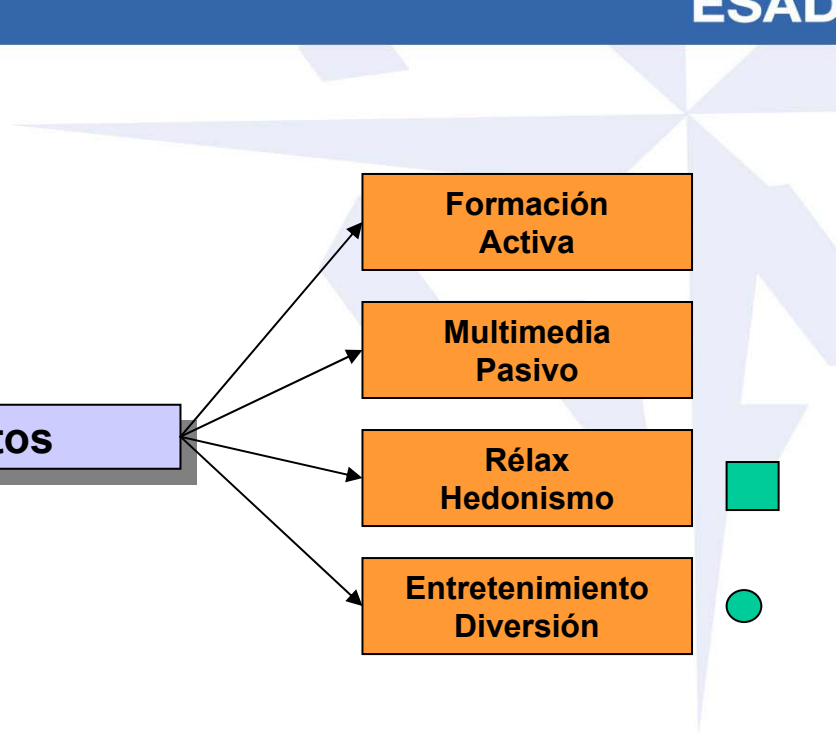 ESAD
Formación
Activa
Multimedia
Pasivo
tos
Rélax
Hedonismo
Entretenimiento
Diversión